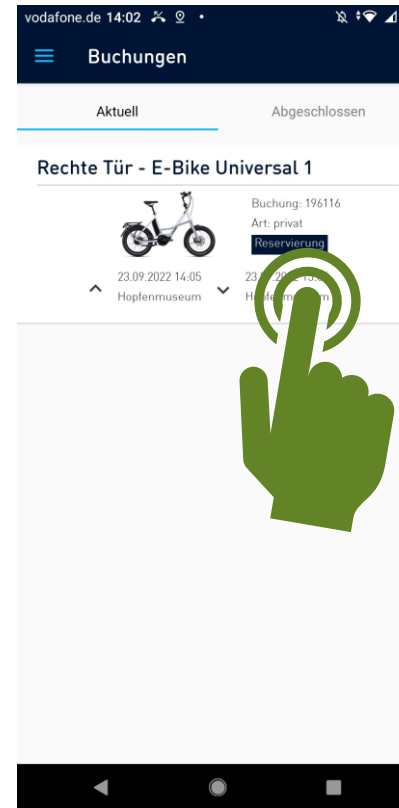 vodafone.de 14:02
Buchungen
Aktuell
Abgeschlossen
Rechte Tür - E-Bike Universal 1
Buchung: 196116
Art: privat
Reservierung
23.09.2022 14:05
Hopfenmuseum